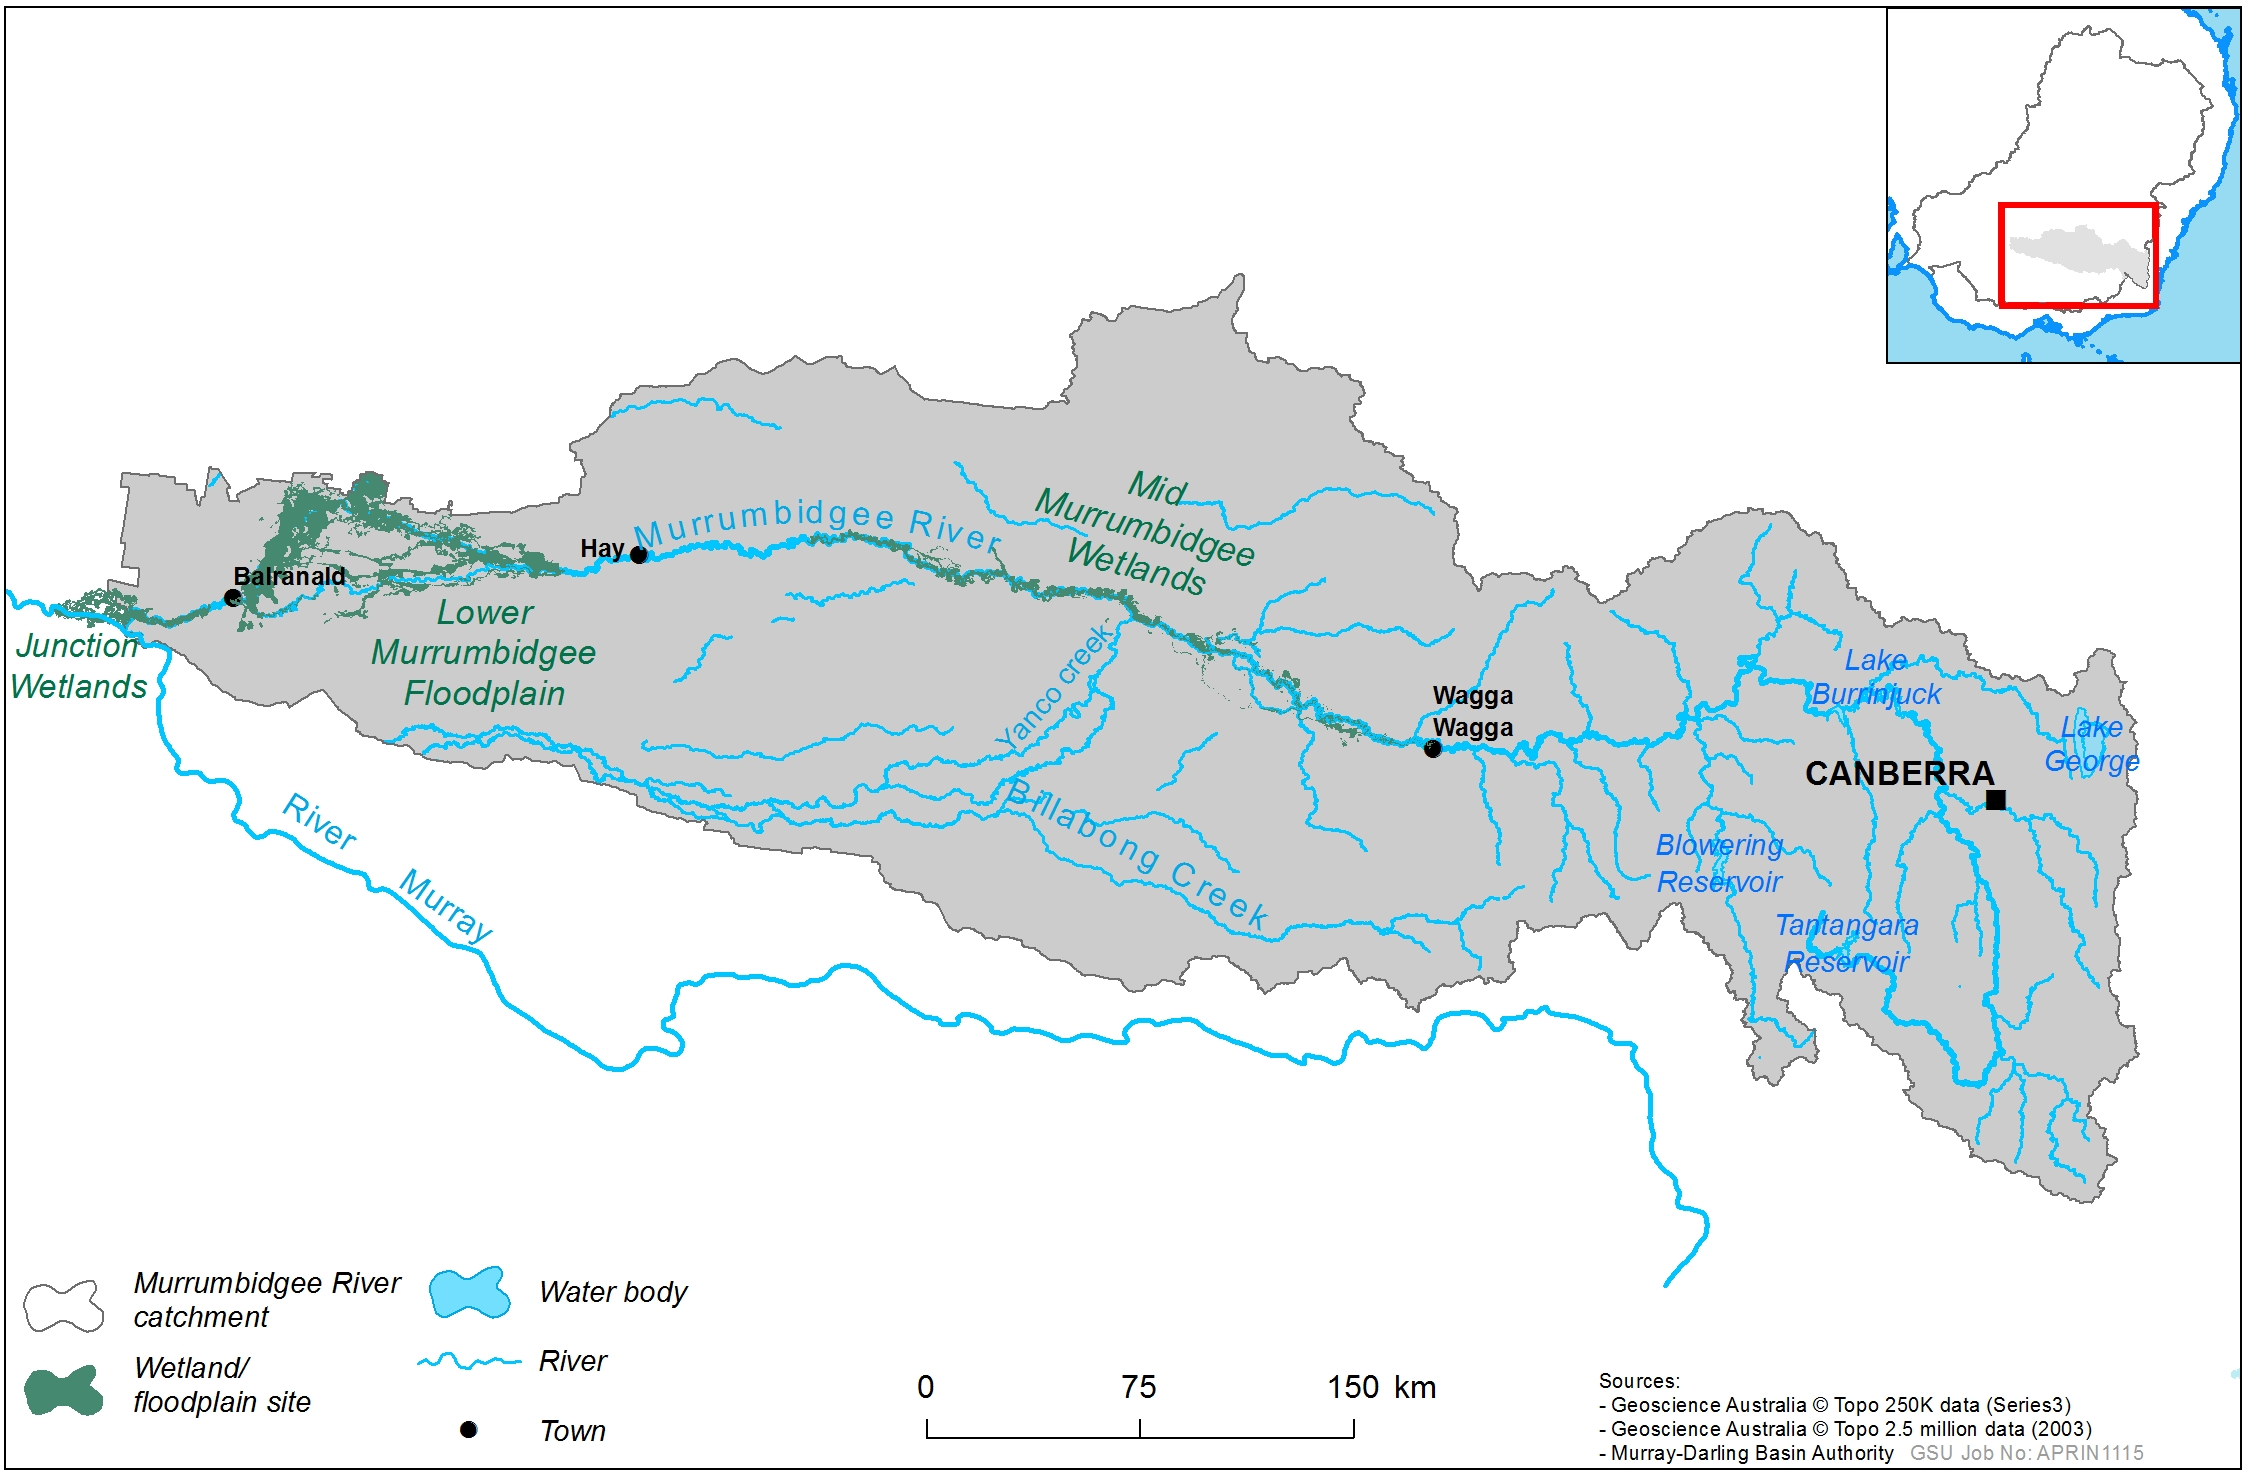 Mid
Murrumbidgee
Wetlands
Murrumbidgee River
Hay
Balranald
Lower
Murrumbidgee
Floodplain
Junction
Wetlands
Yanco creek
Wagga
Wagga
Lake
Burrinjuck
Lake
George
CANBERRA
Billabong Creek
Blowering
Reservoir
Tantangara
Reservoir
River Murray
Murrumbidgee River
catchment
Wetland/
floodplain site
Water body
River
Town
0 75 150 km
Sources:
- Geoscience Australia © Topo 250K data (Series3)
- Geoscience Australia © Topo 2.5 million data (2003)
- Murray-Darling Basin Authority GSU Job No: APRIN1115